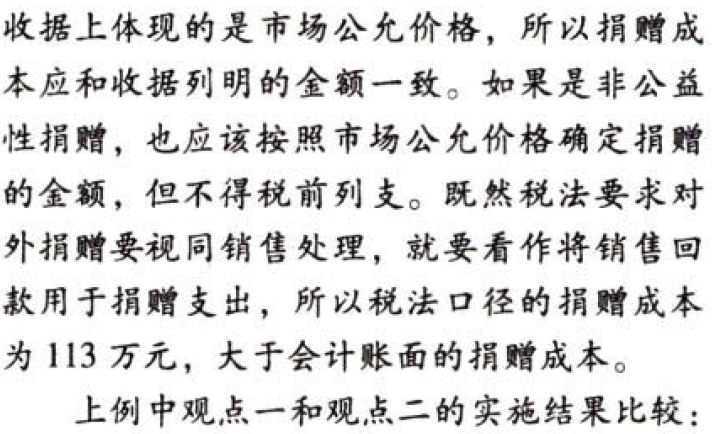 收据上体现的是市场公允价格，所以捐赠成
本应和收据列明的金额一致。如果是非公益
性捐赠，也应该按照市场公允价格确定捐赠
的金额，但不得税前列支。既然税法要求对
外捐赠要视同销售处理，就要看作将销售回
款用于捐赠支出，所以税法口径的捐赠成本
为 113 万元，大于会计账面的捐赠成本。
上例中观点一和观点二的实施结果比较：